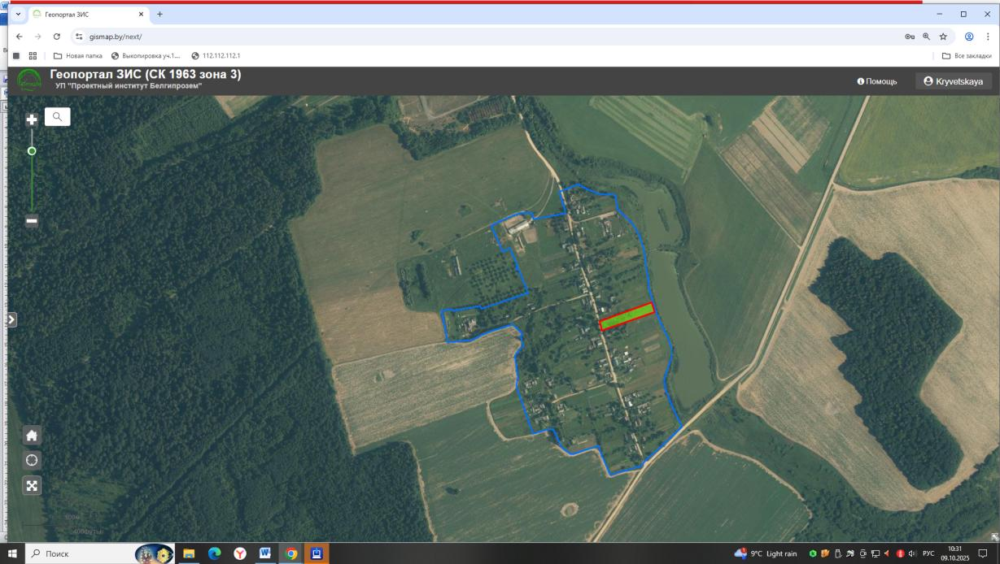 Геопортал ЗИС
gismap.by/next/
Новая папка
Выкопировка уч.1....
112.112.112.1
Все закладки
Геопортал ЗИС (СК 1963 зона 3)
УП "Проектный институт Белгипрозем"
Помощь
Kryvetskaya
300м
Поиск
9°C Light rain
РУС
10:31
09.10.2025